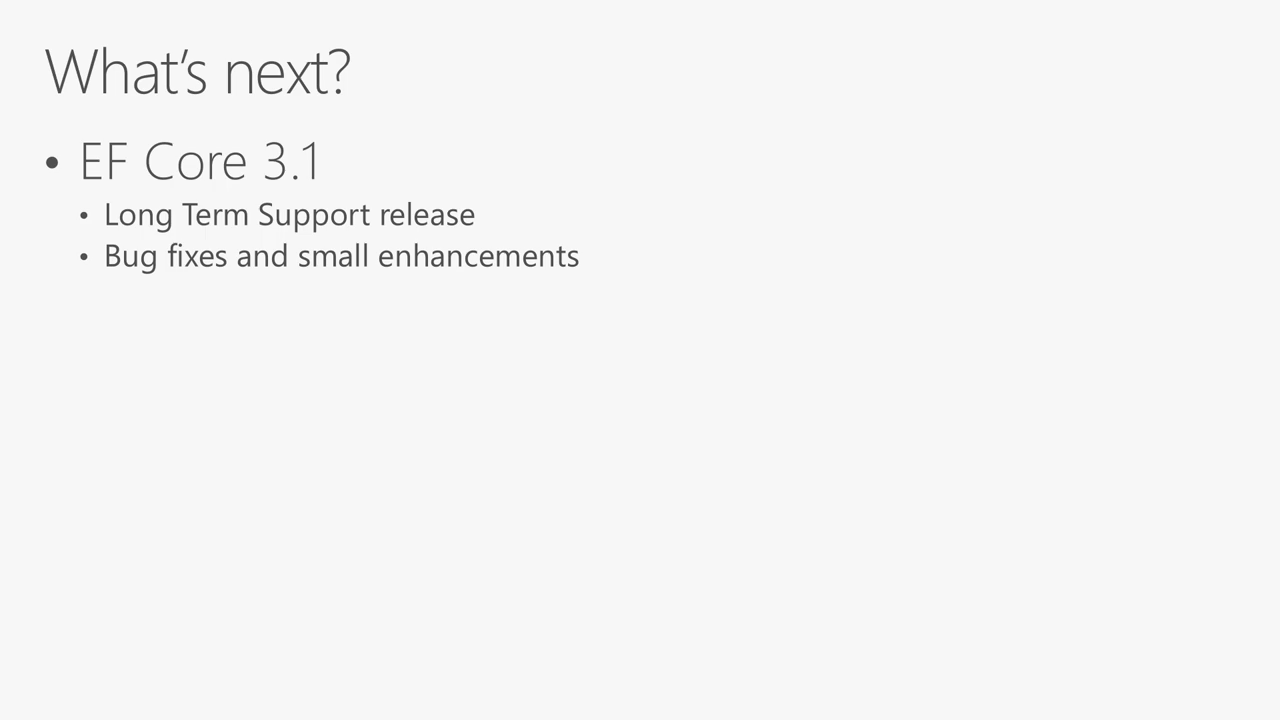 What’s next?
• EF Core 3.1
• Long Term Support release
• Bug fixes and small enhancements